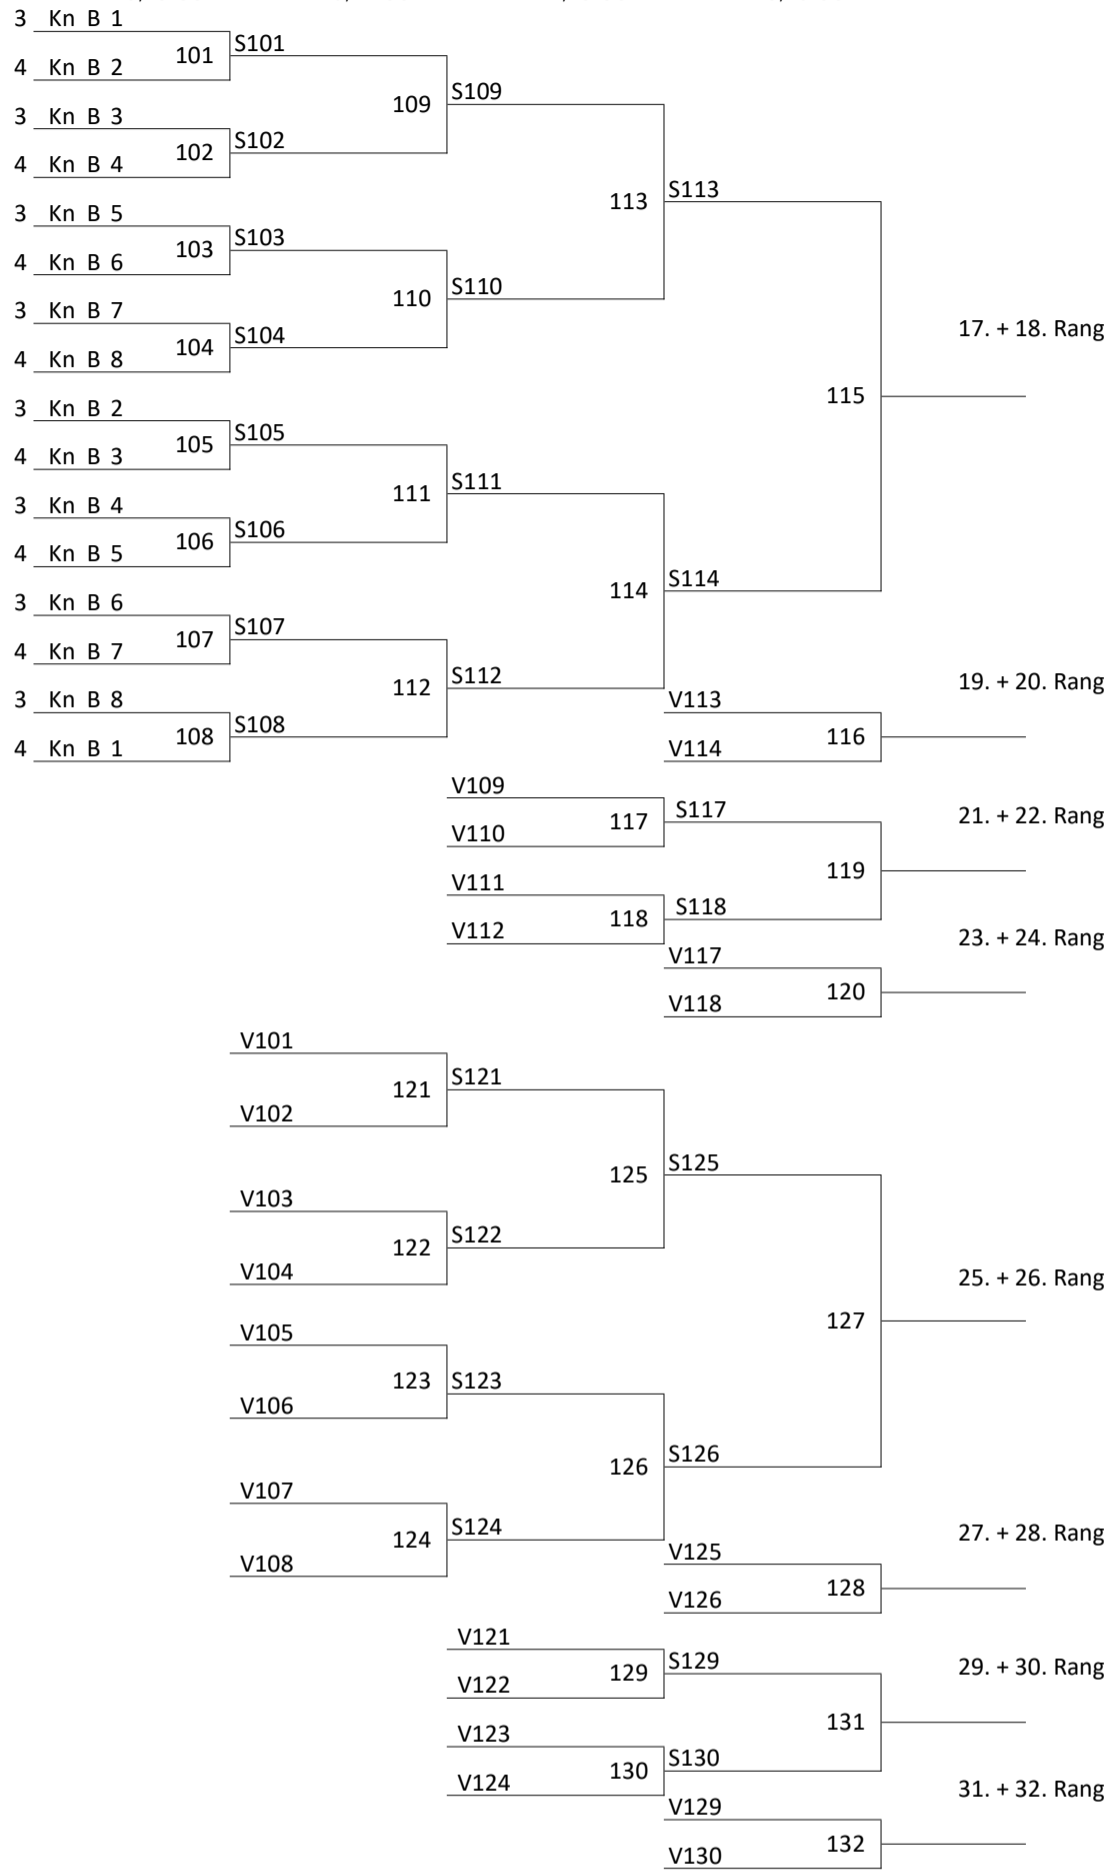 3 Kn B 1
101 S101
4 Kn B 2
109 S109
3 Kn B 3
102 S102
4 Kn B 4
113 S113
3 Kn B 5
103 S103
4 Kn B 6
110 S110
3 Kn B 7
104 S104
4 Kn B 8
17. + 18. Rang
115
3 Kn B 2
105 S105
4 Kn B 3
111 S111
3 Kn B 4
106 S106
4 Kn B 5
114 S114
3 Kn B 6
107 S107
4 Kn B 7
112 S112
19. + 20. Rang
3 Kn B 8
V113
108 S108
116
4 Kn B 1
V114
V109
117 S117
21. + 22. Rang
V110
119
V111
118 S118
V112
23. + 24. Rang
V117
120
V118
V101
121 S121
V102
125 S125
V103
122 S122
V104
25. + 26. Rang
127
V105
123 S123
V106
126 S126
V107
124 S124
V108
27. + 28. Rang
V125
128
V126
V121
129 S129
29. + 30. Rang
V122
131
V123
130 S130
V124
31. + 32. Rang
V129
132
V130